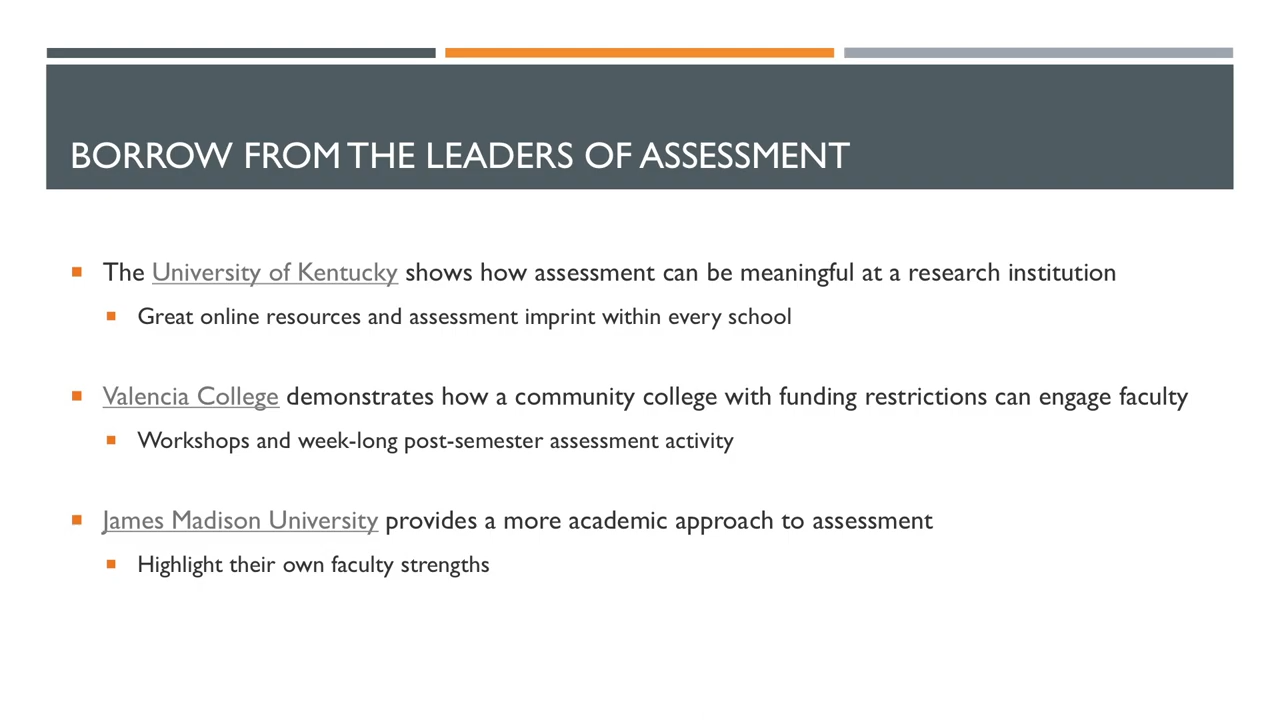 BORROW FROM THE LEADERS OF ASSESSMENT
The University of Kentucky shows how assessment can be meaningful at a research institution
Great online resources and assessment imprint within every school
Valencia College demonstrates how a community college with funding restrictions can engage faculty
Workshops and week-long post-semester assessment activity
James Madison University provides a more academic approach to assessment
Highlight their own faculty strengths